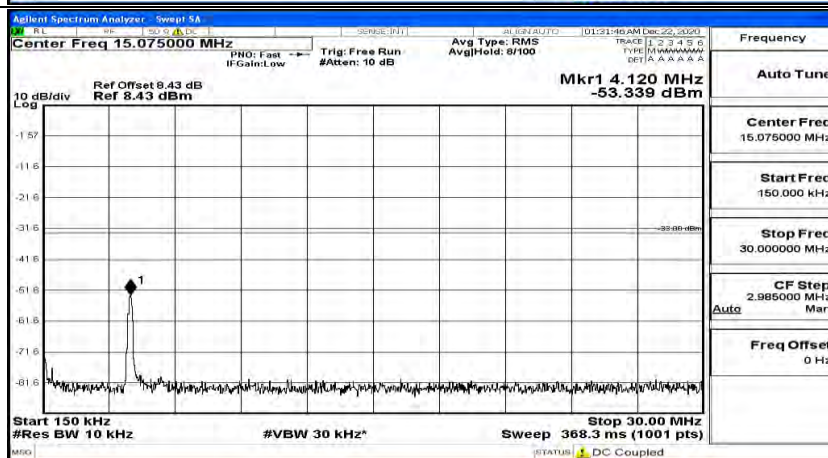 Agilent Spectrum Analyzer - Swept SA
RL RF 50 Ω DC SENSE:INT ALIGN AUTO 01:31:46 AM Dec 22, 2020
Center Freq 15.075000 MHz
PNO: Fast
IFGain:Low
Trig: Free Run
#Atten: 10 dB
Avg Type: RMS
Avg|Hold: 8/100
TRACE 1 2 3 4 5 6
TYPE M
DET A A A A A A
Mkr1 4.120 MHz
-53.339 dBm
Ref Offset 8.43 dB
10 dB/div Ref 8.43 dBm
Log
-1.57
-11.6
-21.6
-31.6
-33.00 dBm
-41.6
-51.6
-61.6
-71.6
-81.6
1
Start 150 kHz Stop 30.00 MHz
#Res BW 10 kHz #VBW 30 kHz* Sweep 368.3 ms (1001 pts)
MSG STATUS DC Coupled
Frequency
Auto Tune
Center Freq
15.075000 MHz
Start Freq
150.000 kHz
Stop Freq
30.000000 MHz
CF Step
2.985000 MHz
Auto Man
Freq Offset
0 Hz